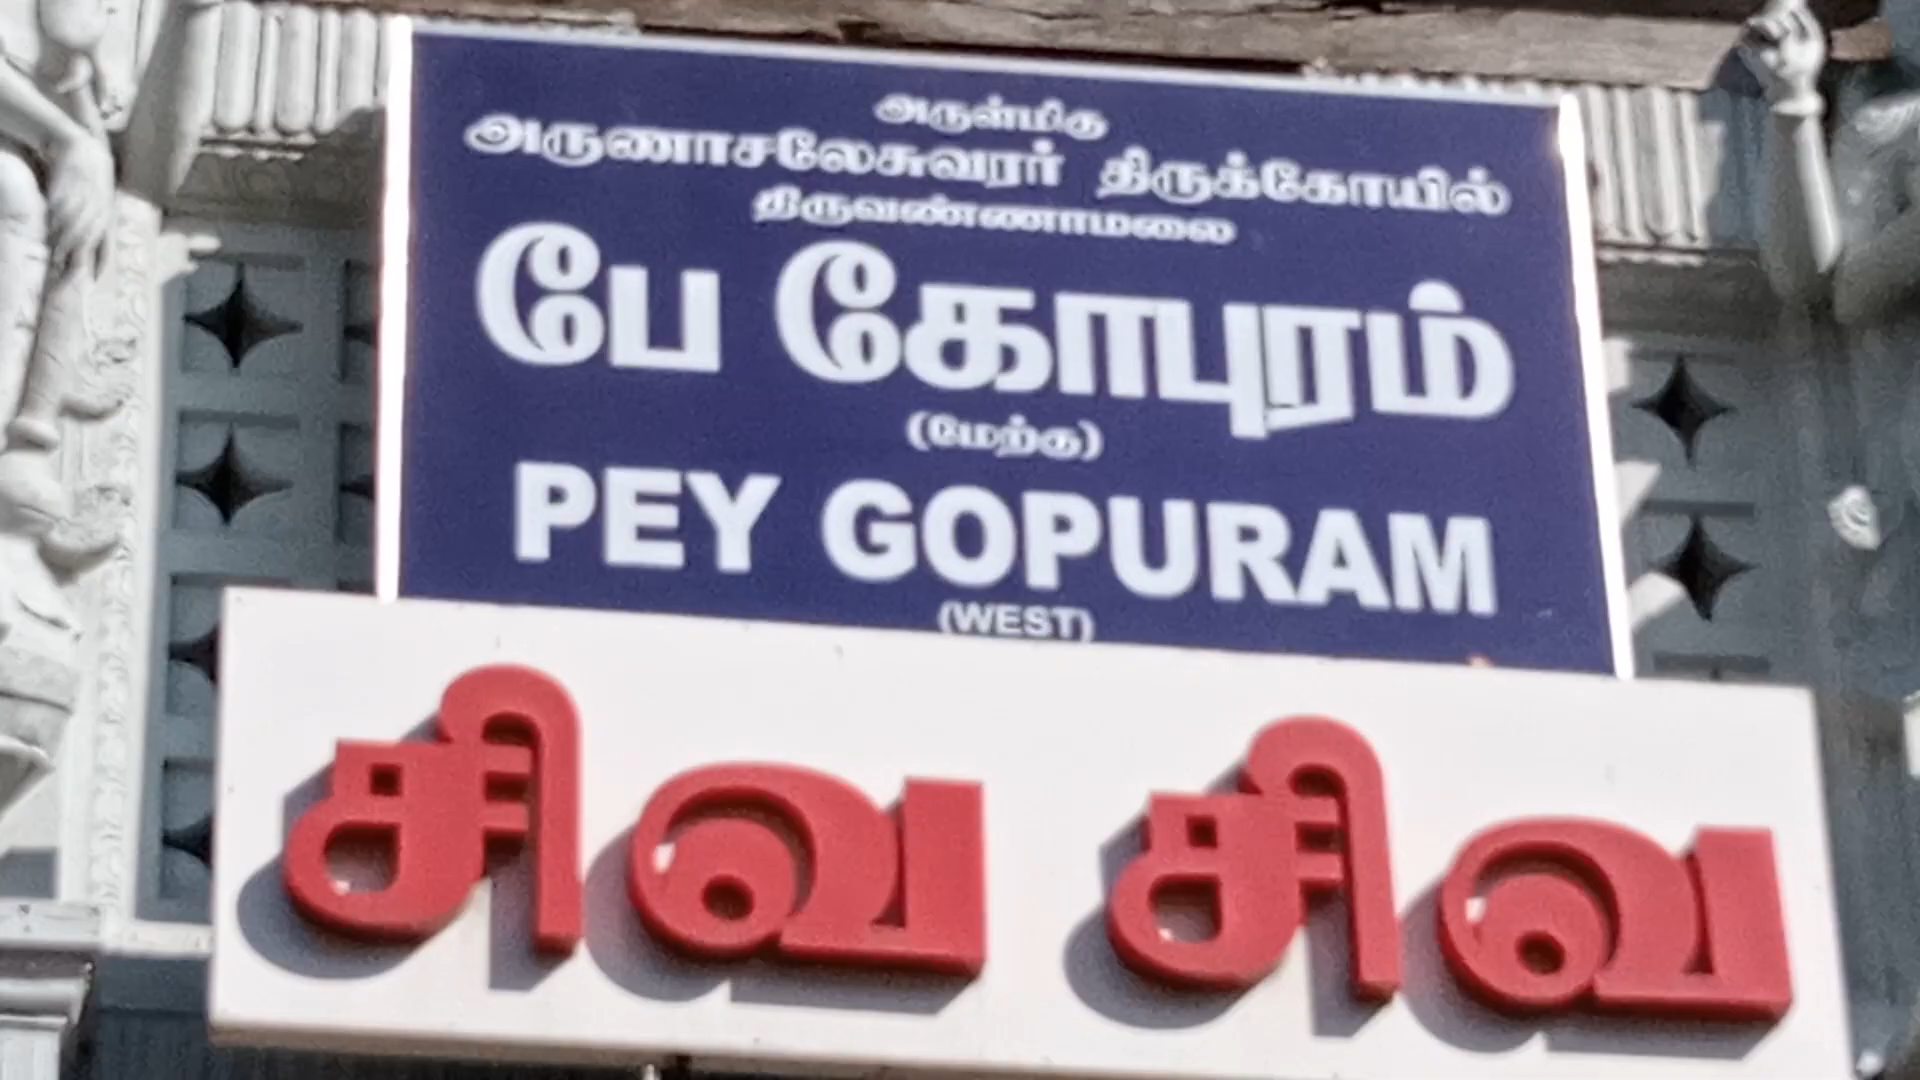 அருள்மிகு
அருணாசலேசுவரர் திருக்கோயில்
திருவண்ணாமலை
பே கோபுரம்
(மேற்கு)
PEY GOPURAM
(WEST)
சிவ சிவ